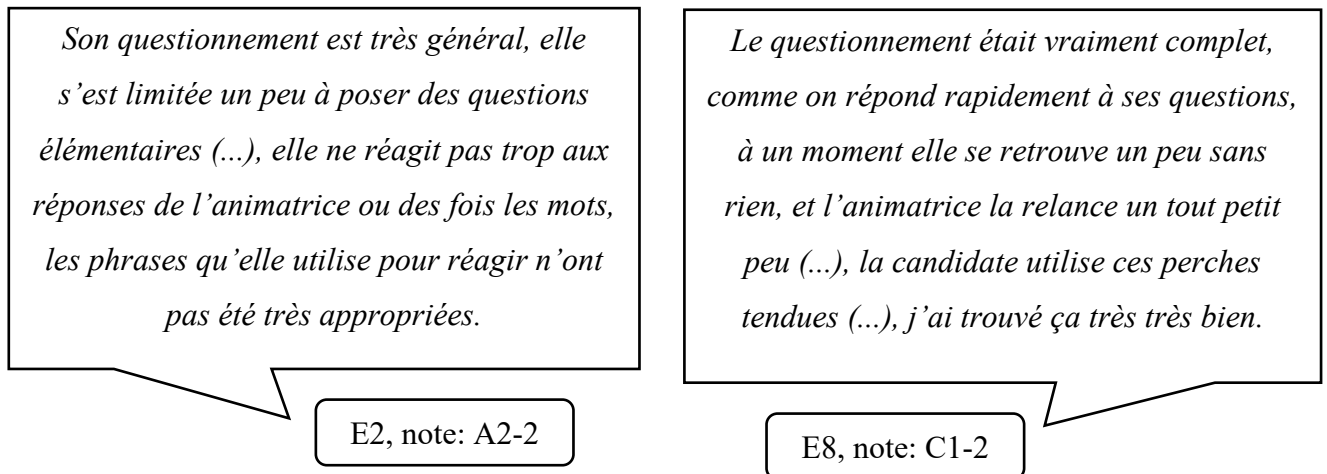 Son questionnement est très général, elle
s’est limitée un peu à poser des questions
élémentaires (...), elle ne réagit pas trop aux
réponses de l’animatrice ou des fois les mots,
les phrases qu’elle utilise pour réagir n’ont
pas été très appropriées.
E2, note: A2-2
Le questionnement était vraiment complet,
comme on répond rapidement à ses questions,
à un moment elle se retrouve un peu sans
rien, et l’animatrice la relance un tout petit
peu (...), la candidate utilise ces perches
tendues (...), j’ai trouvé ça très très bien.
E8, note: C1-2